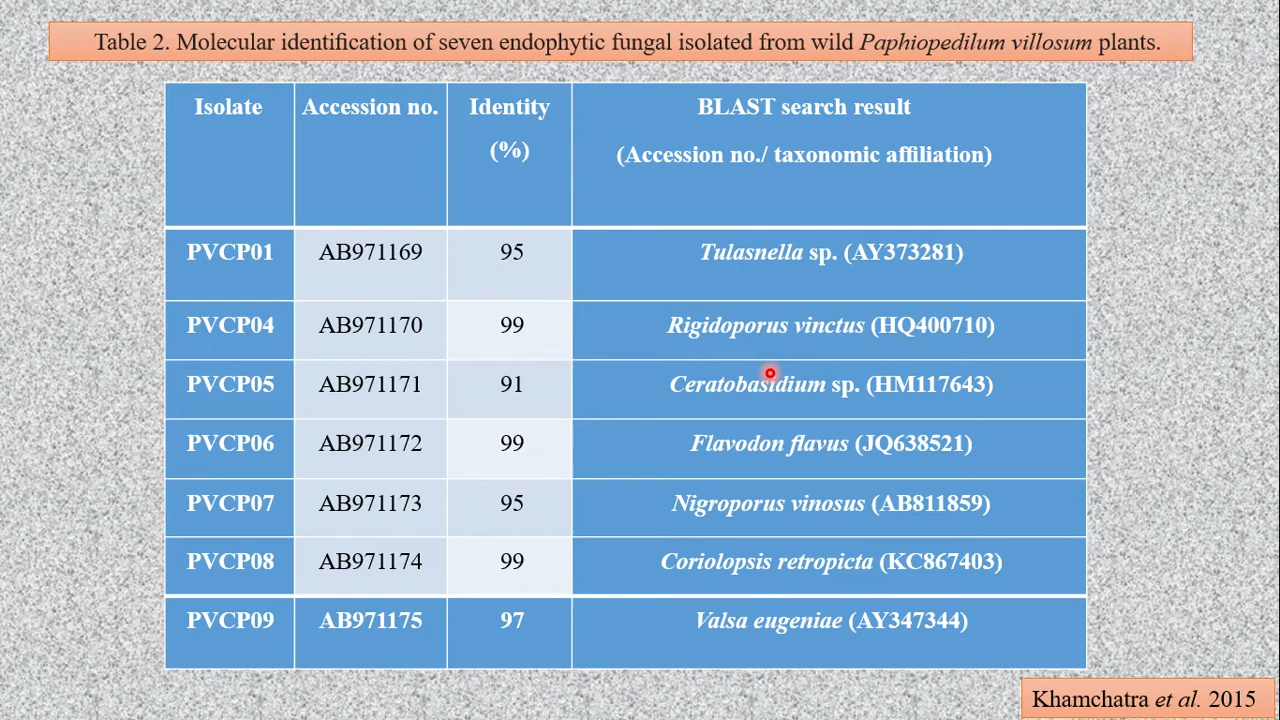 Table 2. Molecular identification of seven endophytic fungal isolated from wild Paphiopedilum villosum plants.
Isolate Accession no. Identity (%) BLAST search result (Accession no./ taxonomic affiliation)
PVCP01 AB971169 95 Tulasnella sp. (AY373281)
PVCP04 AB971170 99 Rigidoporus vinctus (HQ400710)
PVCP05 AB971171 91 Ceratobasidium sp. (HM117643)
PVCP06 AB971172 99 Flavodon flavus (JQ638521)
PVCP07 AB971173 95 Nigroporus vinosus (AB811859)
PVCP08 AB971174 99 Coriolopsis retropicta (KC867403)
PVCP09 AB971175 97 Valsa eugeniae (AY347344)
Khamchatra et al. 2015